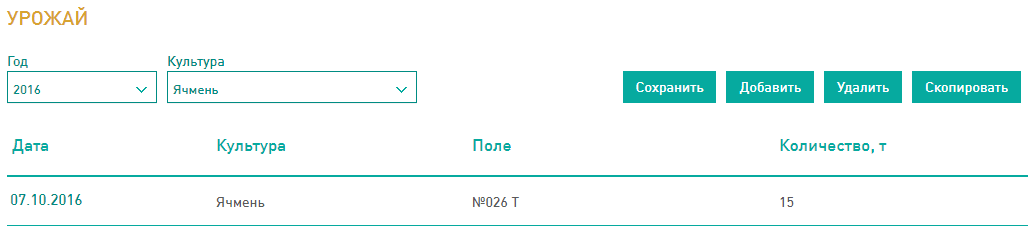 УРОЖАЙ
Год Культура
2016 Ячмень Сохранить Добавить Удалить Скопировать
Дата Культура Поле Количество, т
07.10.2016 Ячмень №026 Т 15